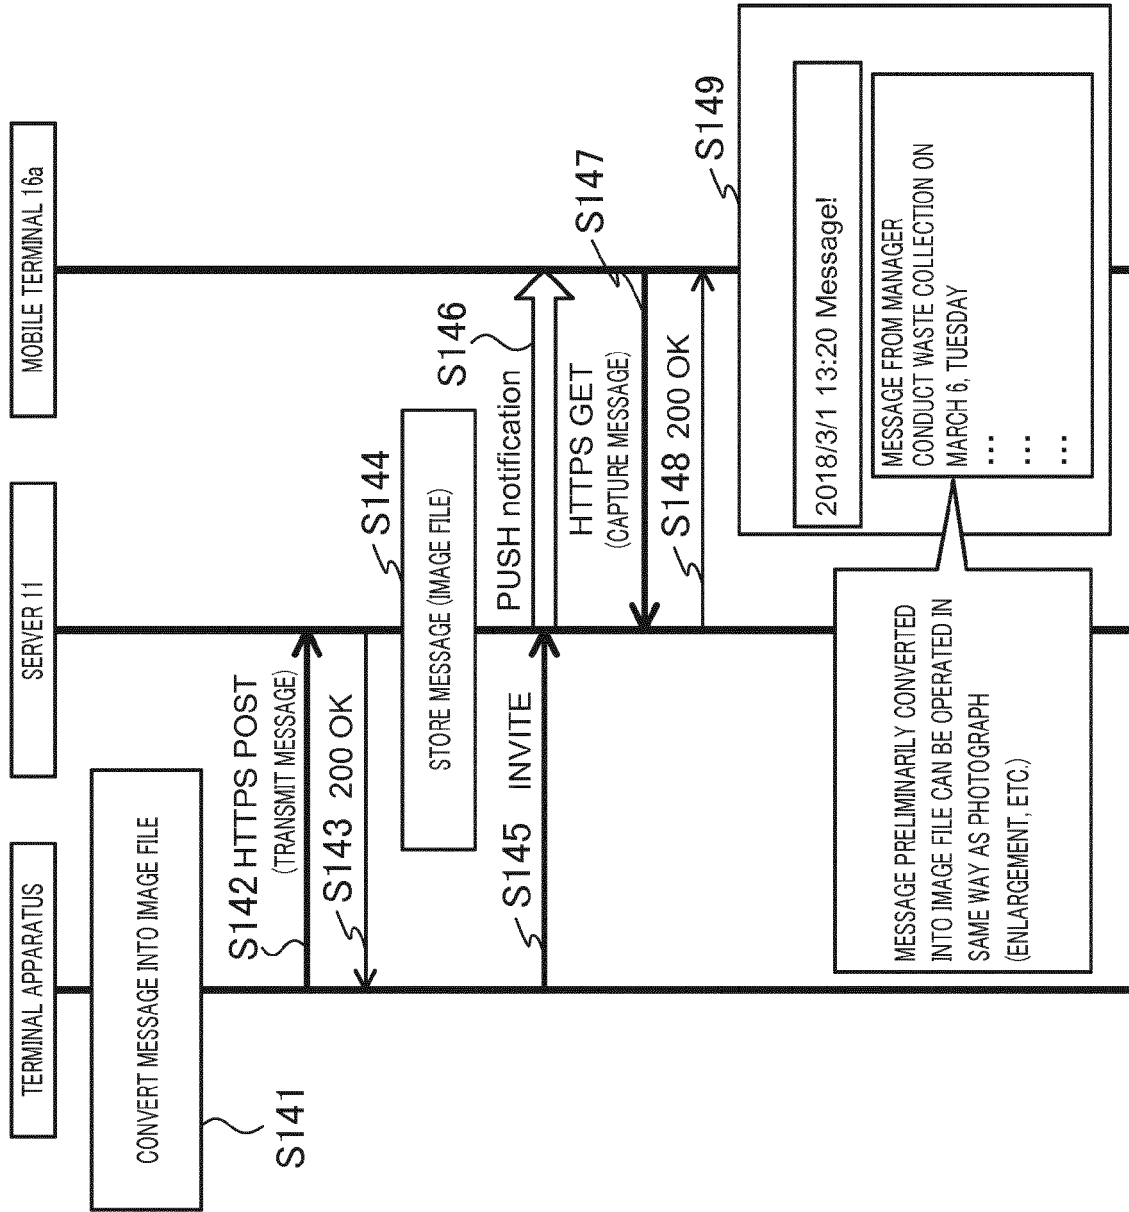 TERMINAL APPARATUS
SERVER 11
MOBILE TERMINAL 16a
CONVERT MESSAGE INTO IMAGE FILE
S141
S142 HTTPS POST
(TRANSMIT MESSAGE)
S143 200 OK
S144
STORE MESSAGE (IMAGE FILE)
S145 INVITE
PUSH notification
S146
HTTPS GET
(CAPTURE MESSAGE)
S147
S148 200 OK
S149
2018/3/1 13:20 Message!
MESSAGE FROM MANAGER
CONDUCT WASTE COLLECTION ON
MARCH 6, TUESDAY
...
...
...
MESSAGE PRELIMINARILY CONVERTED
INTO IMAGE FILE CAN BE OPERATED IN
SAME WAY AS PHOTOGRAPH
(ENLARGEMENT, ETC.)